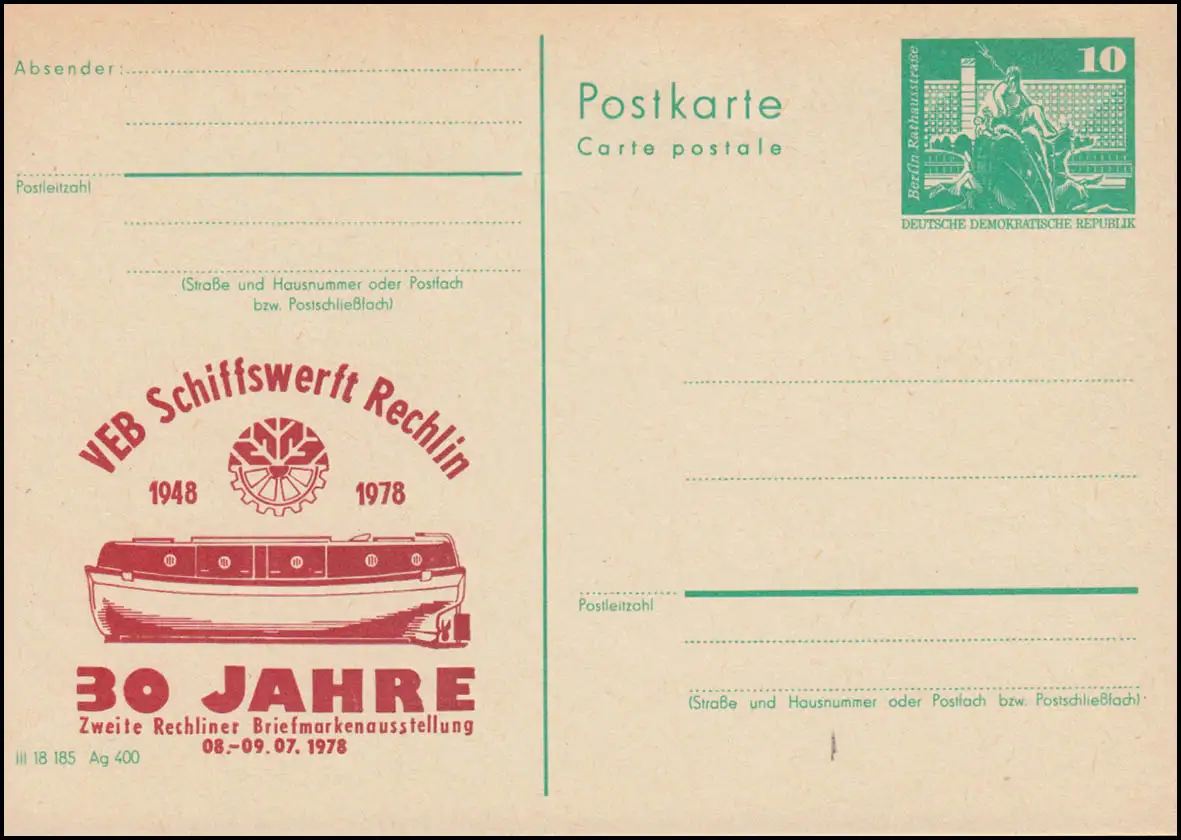 Absender:
Postleitzahl
(Straße und Hausnummer oder Postfach
bzw. Postschließfach)
VEB Schiffswerft Rechlin
1948 1978
30 JAHRE
Zweite Rechliner Briefmarkenausstellung
08.-09.07.1978
III 18 185 Ag 400
Postkarte
Carte postale
10
Berlin Rathausstraße
DEUTSCHE DEMOKRATISCHE REPUBLIK
Postleitzahl
(Straße und Hausnummer oder Postfach bzw. Postschließfach)